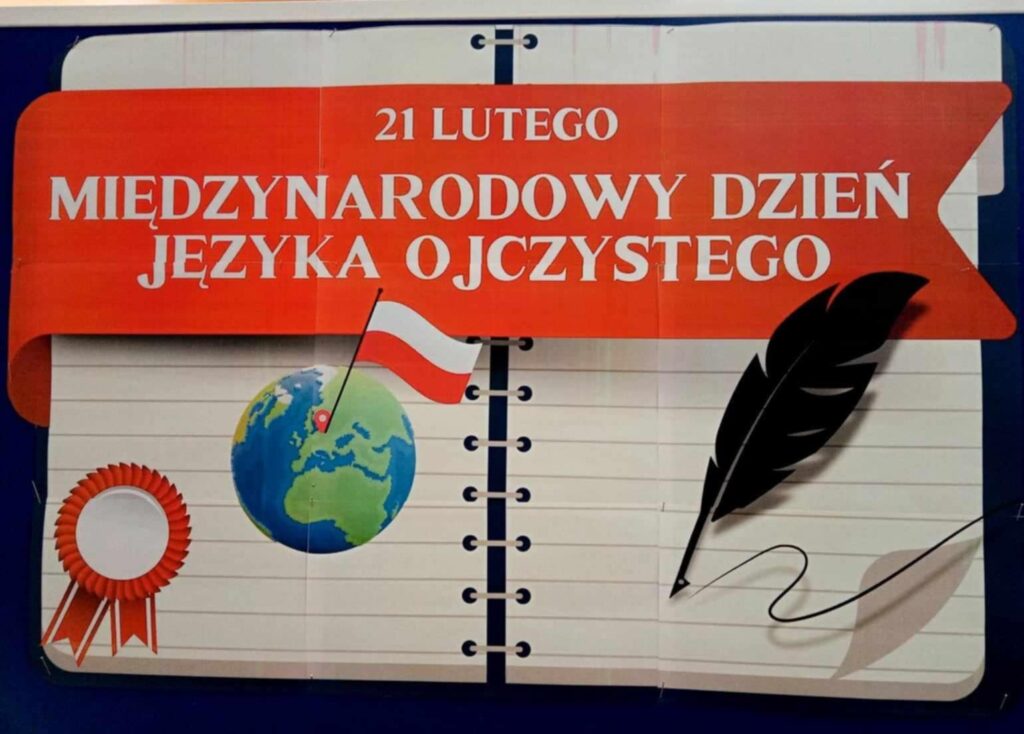 21 LUTEGO
MIĘDZYNARODOWY DZIEŃ
JĘZYKA OJCZYSTEGO